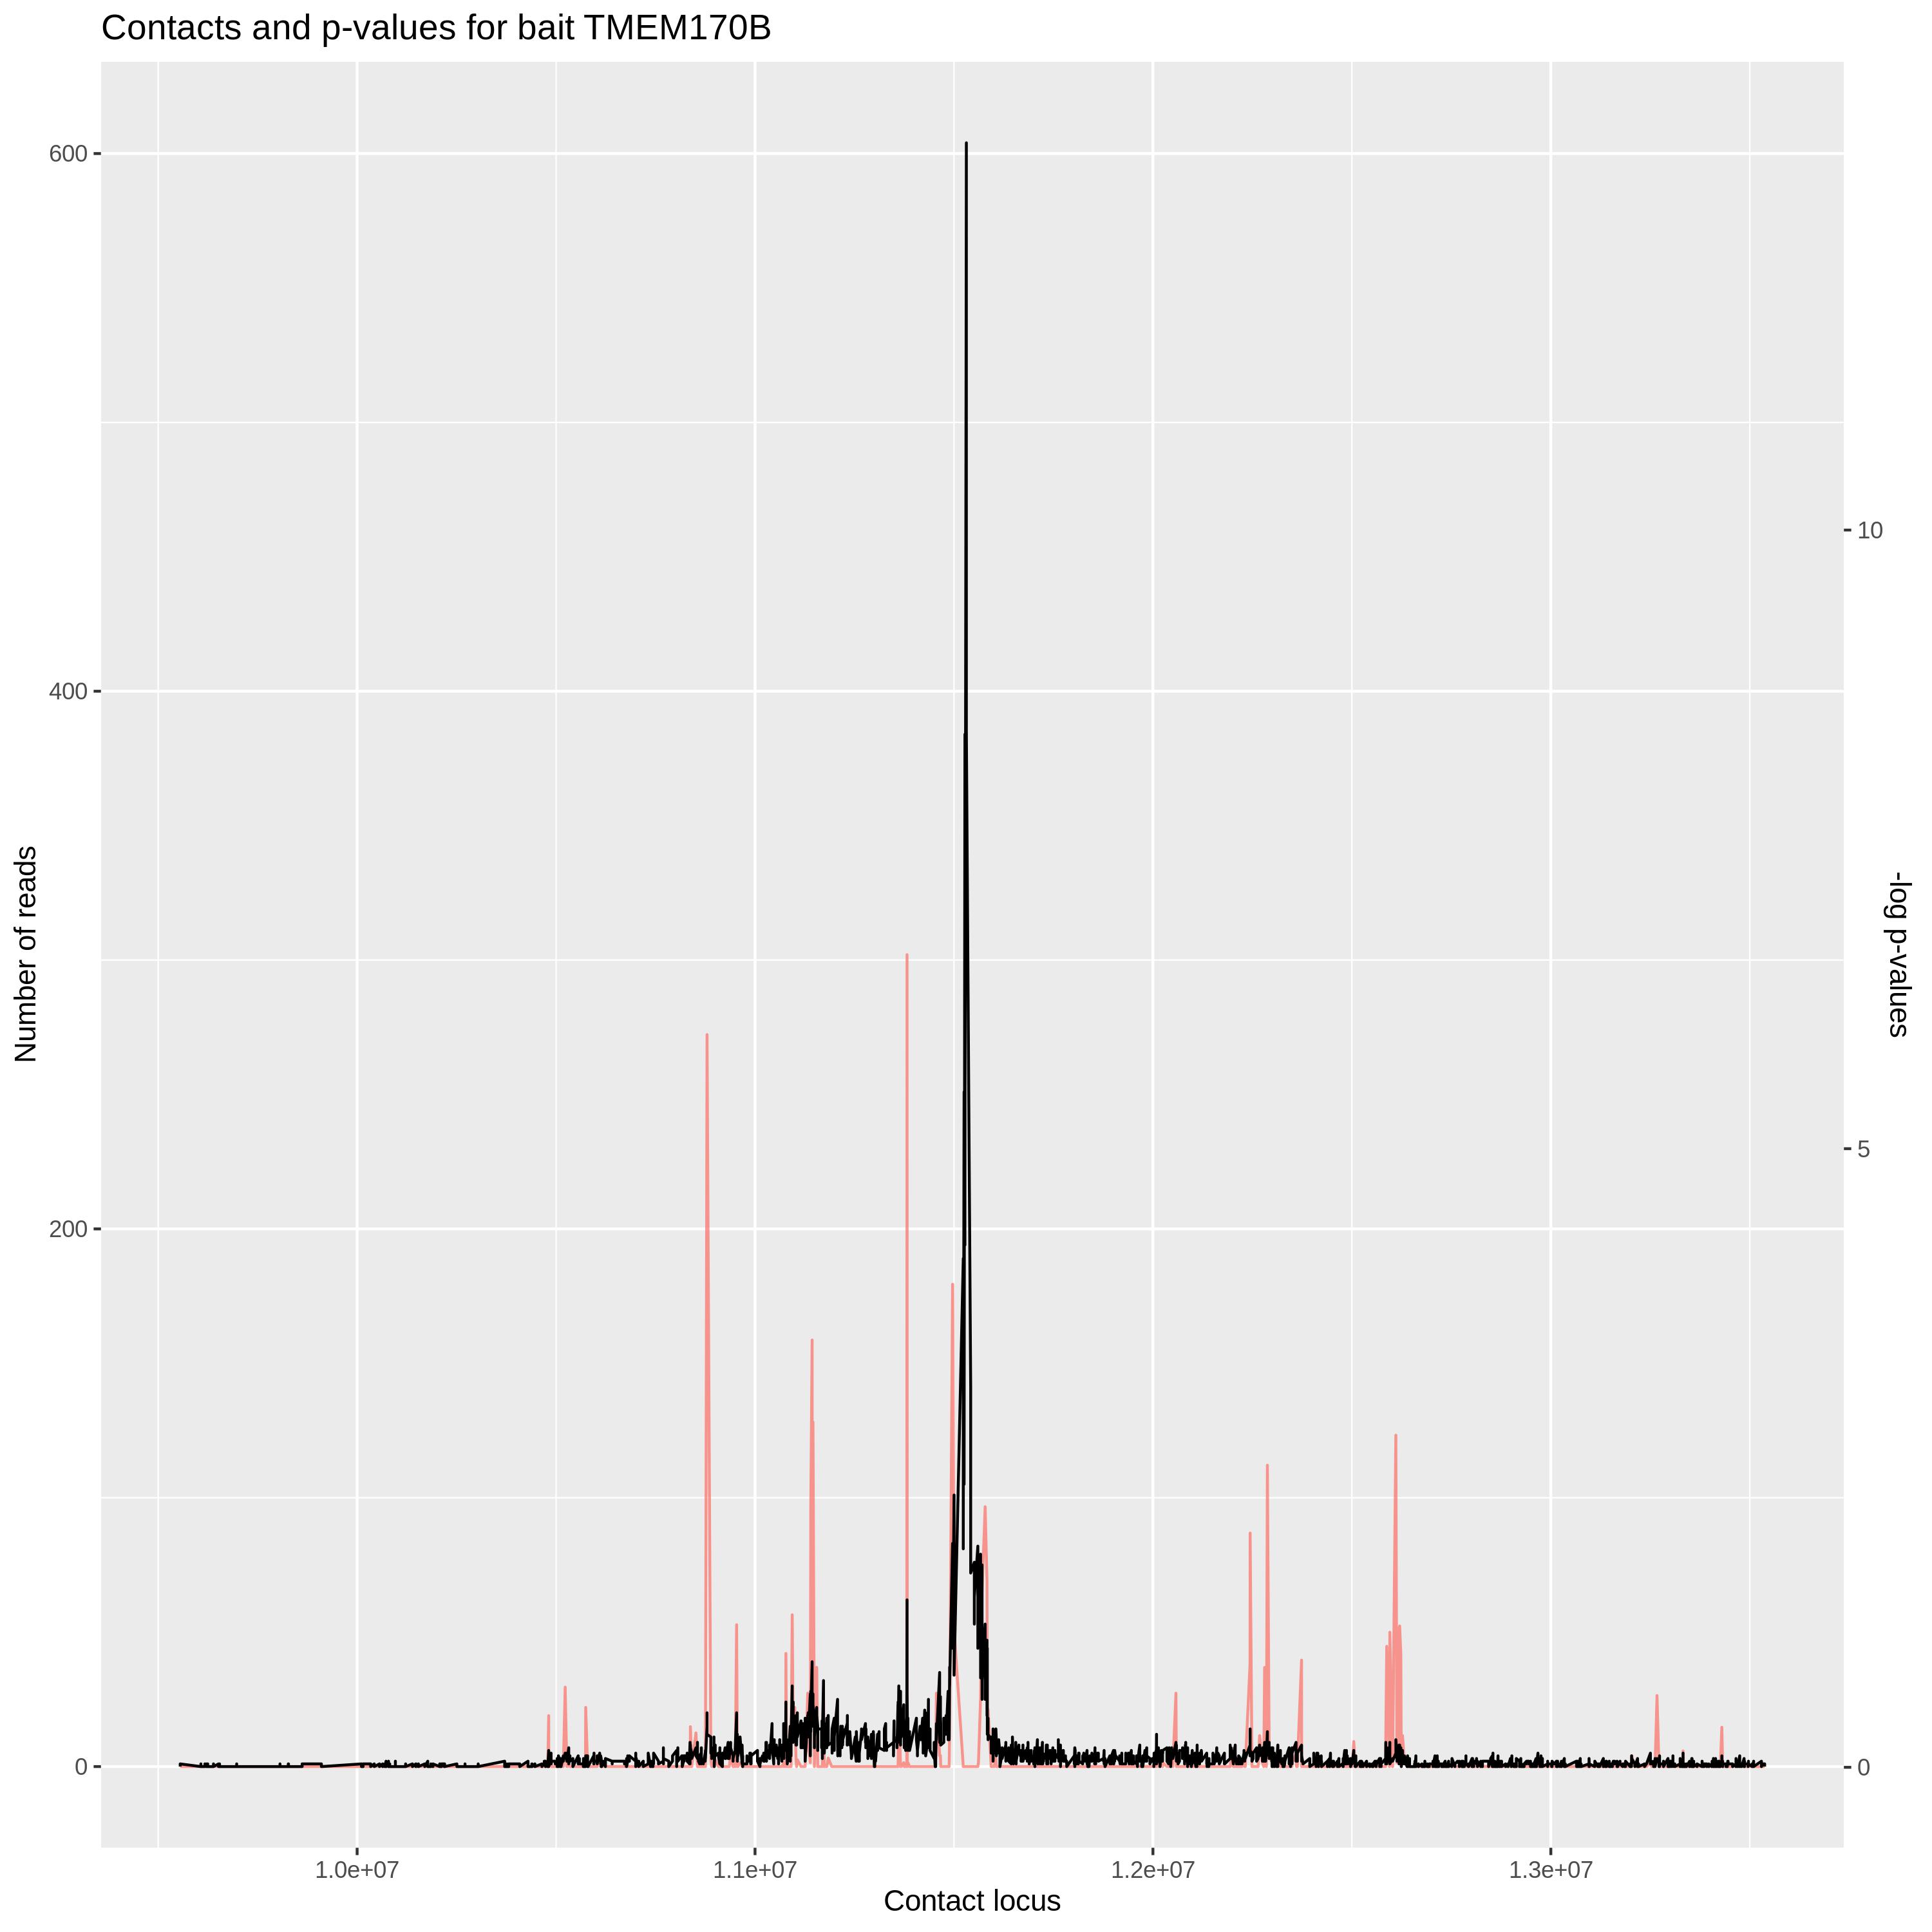 Contacts and p-values for bait TMEM170B
600
400
200
0
Number of reads
10
5
0
-log p-values
1.0e+07
1.1e+07
1.2e+07
1.3e+07
Contact locus